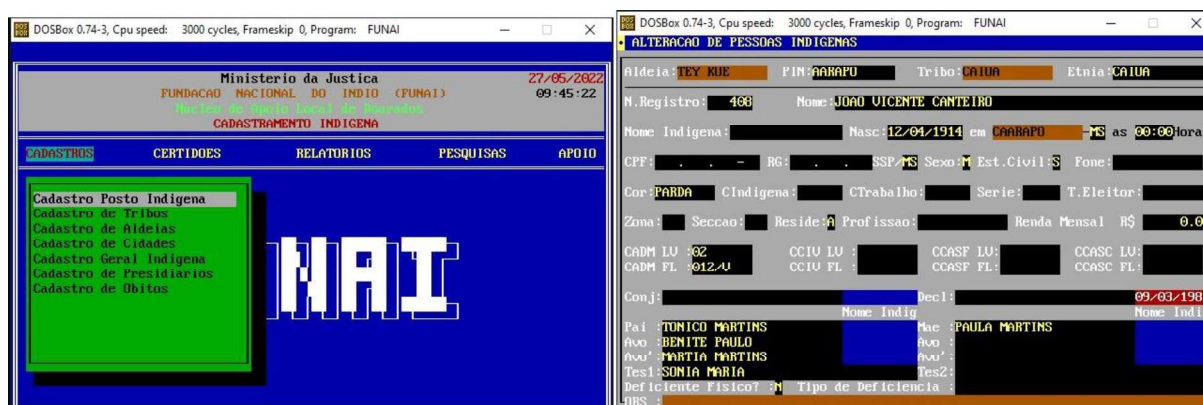 DOSBox 0.74-3, Cpu speed: 3000 cycles, Frameskip 0, Program: FUNAI
Ministerio da Justica 27/05/2022
FUNDACAO NACIONAL DO INDIO (FUNAI) 09:45:22
Nucleo de Apoio Local de Dourados
CADASTRAMENTO INDIGENA
CADASTROS CERTIDOES RELATORIOS PESQUISAS APOIO
Cadastro Posto Indigena
Cadastro de Tribos
Cadastro de Aldeias
Cadastro de Cidades
Cadastro Geral Indigena
Cadastro de Presidiarios
Cadastro de Obitos
NAI
DOSBox 0.74-3, Cpu speed: 3000 cycles, Frameskip 0, Program: FUNAI
ALTERACAO DE PESSOAS INDIGENAS
Aldeia:TEY KUE PIN:AARAPU Tribo:CAIUA Etnia:CAIUA
N.Registro: 408 Nome:JOAO VICENTE CANTEIRO
Nome Indigena: Nasc:12/04/1914 em CAARAPO -MS as 00:00Hora
CPF: . . - RG: . . SSP/MS Sexo:M Est.Civil:S Fone:
Cor:PARDA CIndigena: CTrabalho: Serie: T.Eleitor:
Zona: Seccao: Reside:A Profissao: Renda Mensal R$ 0.0
CADM LV :02 CCIV LV : CCASF LV: CCASC LV:
CADM FL :012/V CCIV FL : CCASF FL: CCASC FL:
Conj: Decl: 09/03/198
Nome Indig Nome Indi
Pai :TONICO MARTINS Mae :PAULA MARTINS
Avo :BENITE PAULO Avo :
Avo':MARTIA MARTINS Avo':
Tes1:SONIA MARIA Tes2:
Deficiente Fisico? :N Tipo de Deficiencia :
OBS :